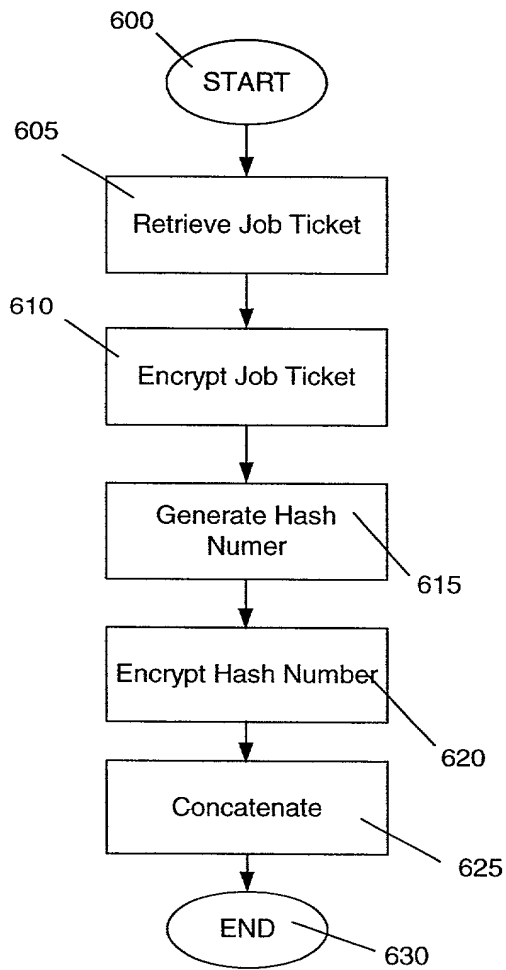 600
START
605
Retrieve Job Ticket
610
Encrypt Job Ticket
Generate Hash
Numer
615
Encrypt Hash Number
620
Concatenate
625
END
630